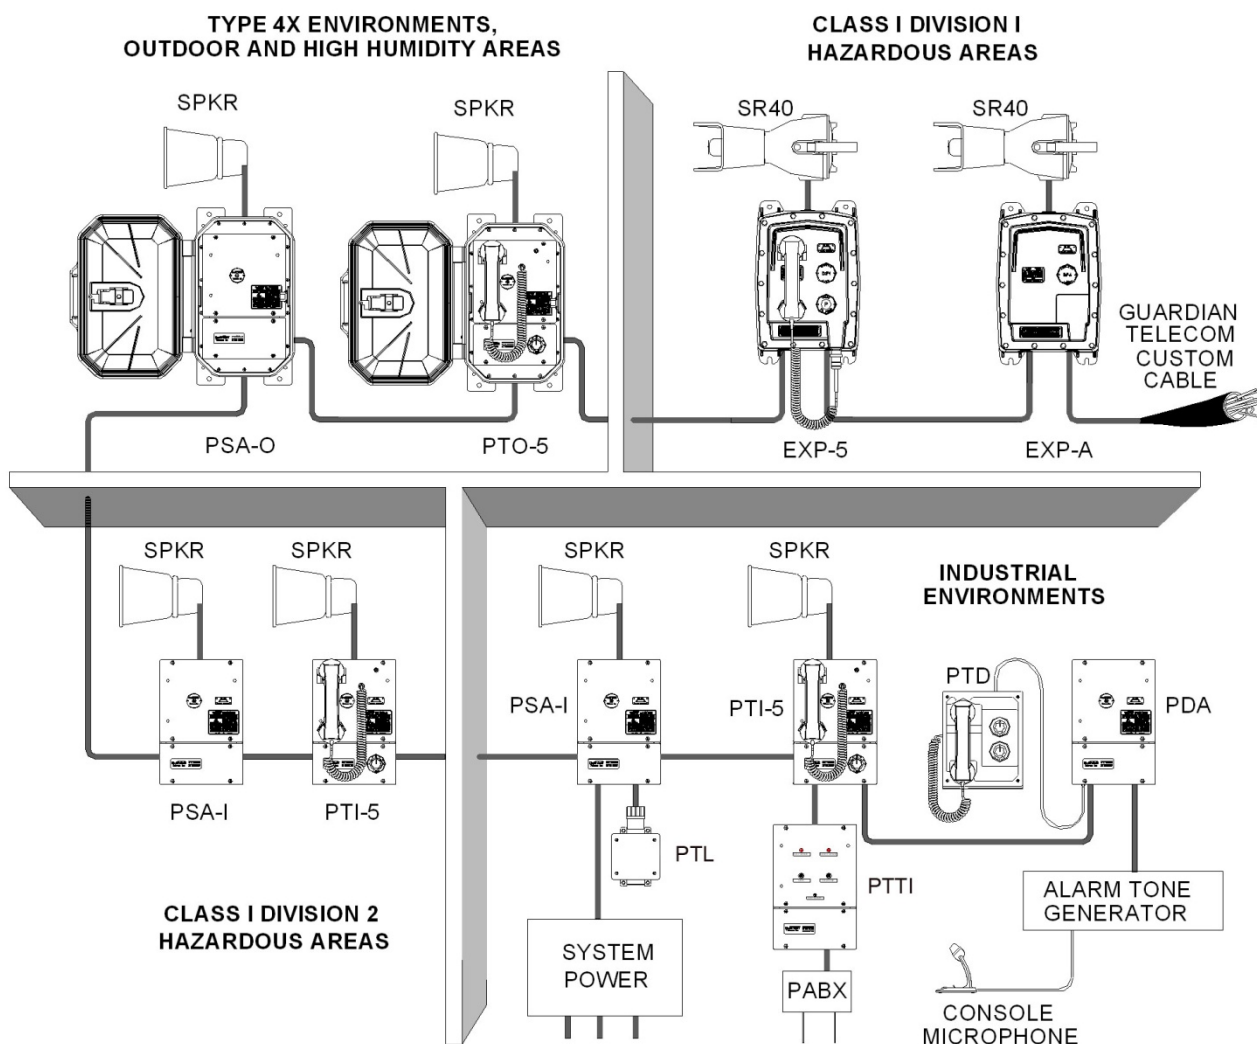 TYPE 4X ENVIRONMENTS,
OUTDOOR AND HIGH HUMIDITY AREAS
CLASS I DIVISION I
HAZARDOUS AREAS
SPKR
SPKR
SR40
SR40
GUARDIAN
TELECOM
CUSTOM
CABLE
PSA-O
PTO-5
EXP-5
EXP-A
SPKR
SPKR
SPKR
SPKR
INDUSTRIAL
ENVIRONMENTS
PSA-I
PTI-5
PTD
PDA
PSA-I
PTI-5
PTL
PTTI
CLASS I DIVISION 2
HAZARDOUS AREAS
ALARM TONE
GENERATOR
SYSTEM
POWER
PABX
CONSOLE
MICROPHONE